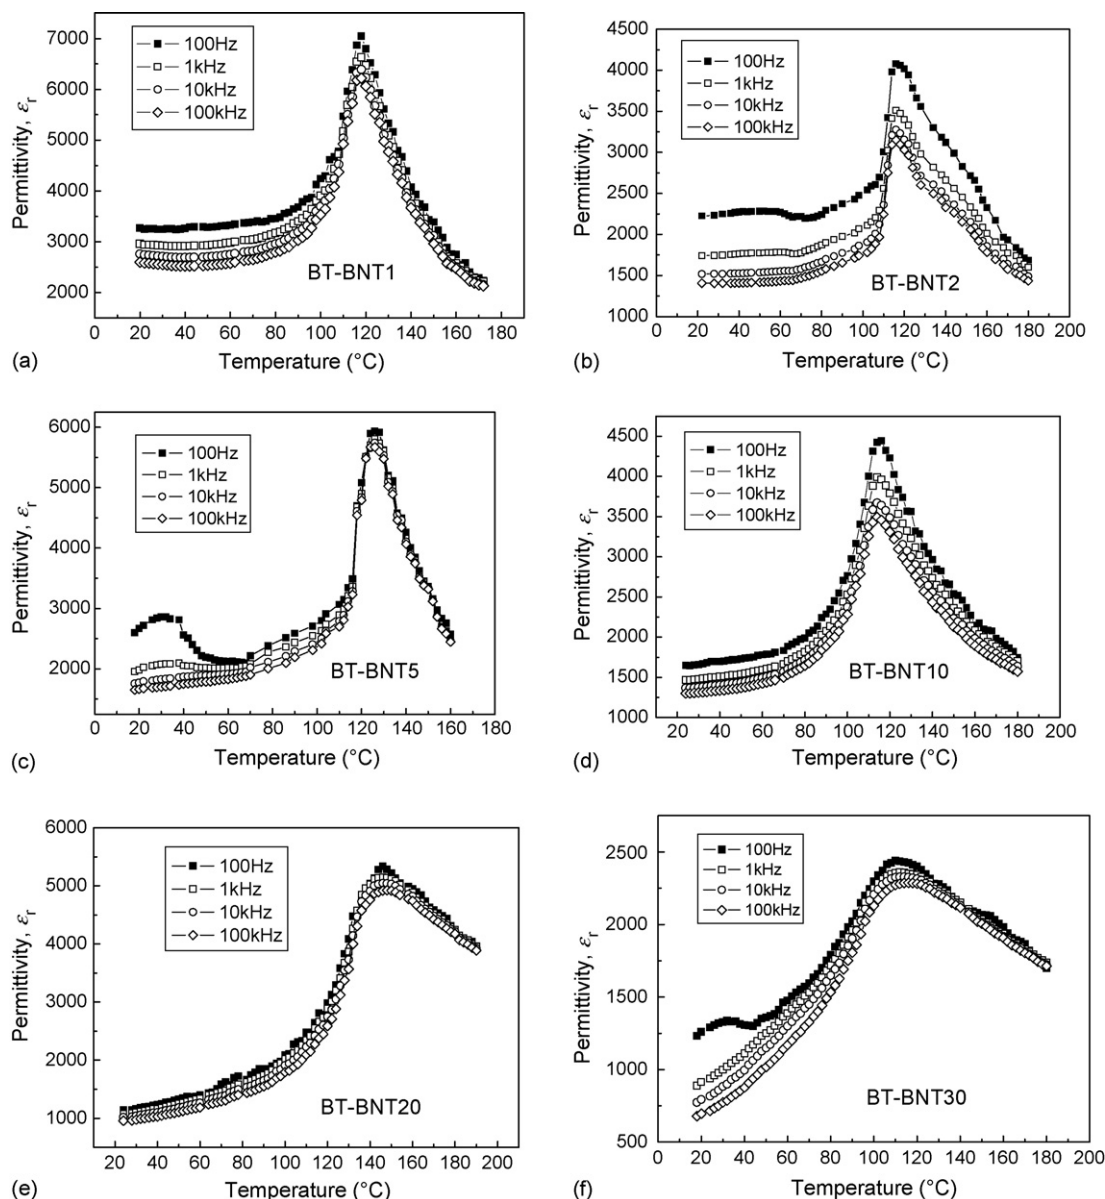 7000
6000
5000
4000
3000
2000
Permittivity, εr
100Hz
1kHz
10kHz
100kHz
BT-BNT1
0 20 40 60 80 100 120 140 160 180
Temperature (°C)
(a)
4500
4000
3500
3000
2500
2000
1500
1000
Permittivity, εr
100Hz
1kHz
10kHz
100kHz
BT-BNT2
0 20 40 60 80 100 120 140 160 180 200
Temperature (°C)
(b)
6000
5000
4000
3000
2000
Permittivity, εr
100Hz
1kHz
10kHz
100kHz
BT-BNT5
0 20 40 60 80 100 120 140 160 180
Temperature (°C)
(c)
4500
4000
3500
3000
2500
2000
1500
1000
Permittivity, εr
100Hz
1kHz
10kHz
100kHz
BT-BNT10
20 40 60 80 100 120 140 160 180 200
Temperature (°C)
(d)
6000
5000
4000
3000
2000
1000
Permittivity, εr
100Hz
1kHz
10kHz
100kHz
BT-BNT20
20 40 60 80 100 120 140 160 180 200
Temperature (°C)
(e)
2500
2000
1500
1000
500
Permittivity, εr
100Hz
1kHz
10kHz
100kHz
BT-BNT30
0 20 40 60 80 100 120 140 160 180 200
Temperature (°C)
(f)